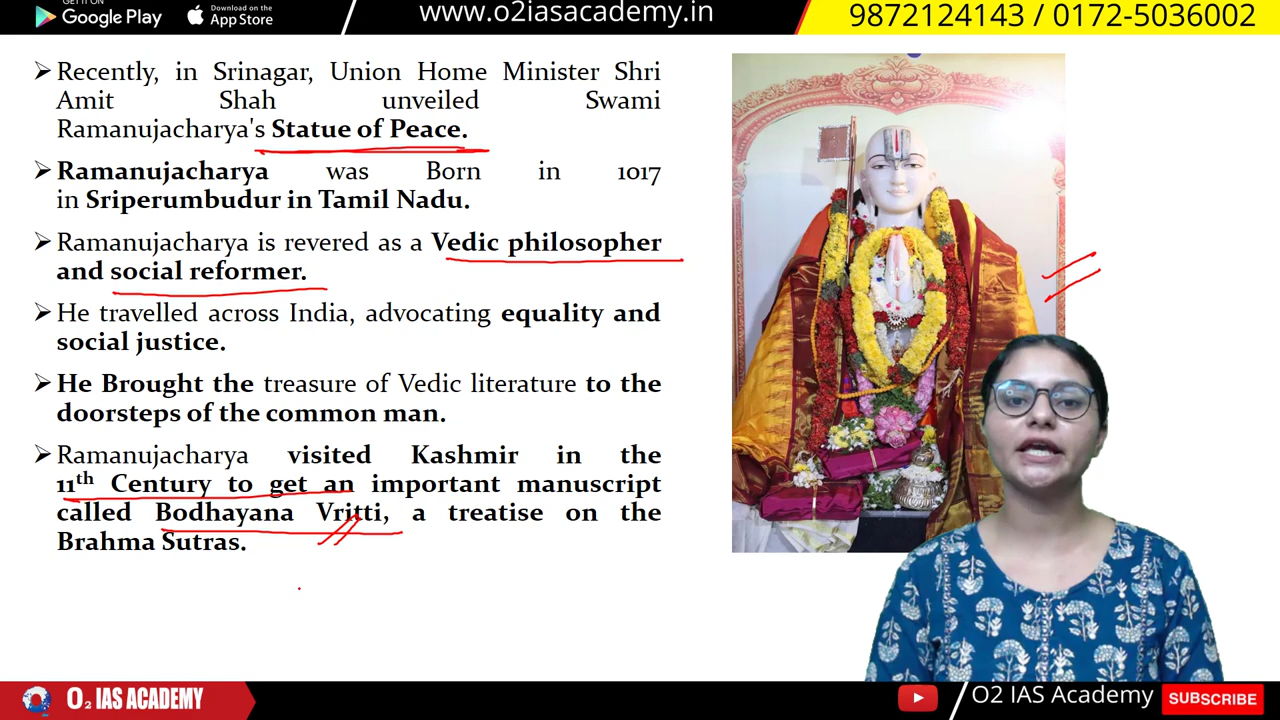 GET IT ON
Google Play
Download on the
App Store
www.o2iasacademy.in
9872124143 / 0172-5036002
➢ Recently, in Srinagar, Union Home Minister Shri
Amit Shah unveiled Swami
Ramanujacharya's Statue of Peace.
➢ Ramanujacharya was Born in 1017
in Sriperumbudur in Tamil Nadu.
➢ Ramanujacharya is revered as a Vedic philosopher
and social reformer.
➢ He travelled across India, advocating equality and
social justice.
➢ He Brought the treasure of Vedic literature to the
doorsteps of the common man.
➢ Ramanujacharya visited Kashmir in the
11th Century to get an important manuscript
called Bodhayana Vritti, a treatise on the
Brahma Sutras.
O2 IAS ACADEMY
O2 IAS Academy
SUBSCRIBE